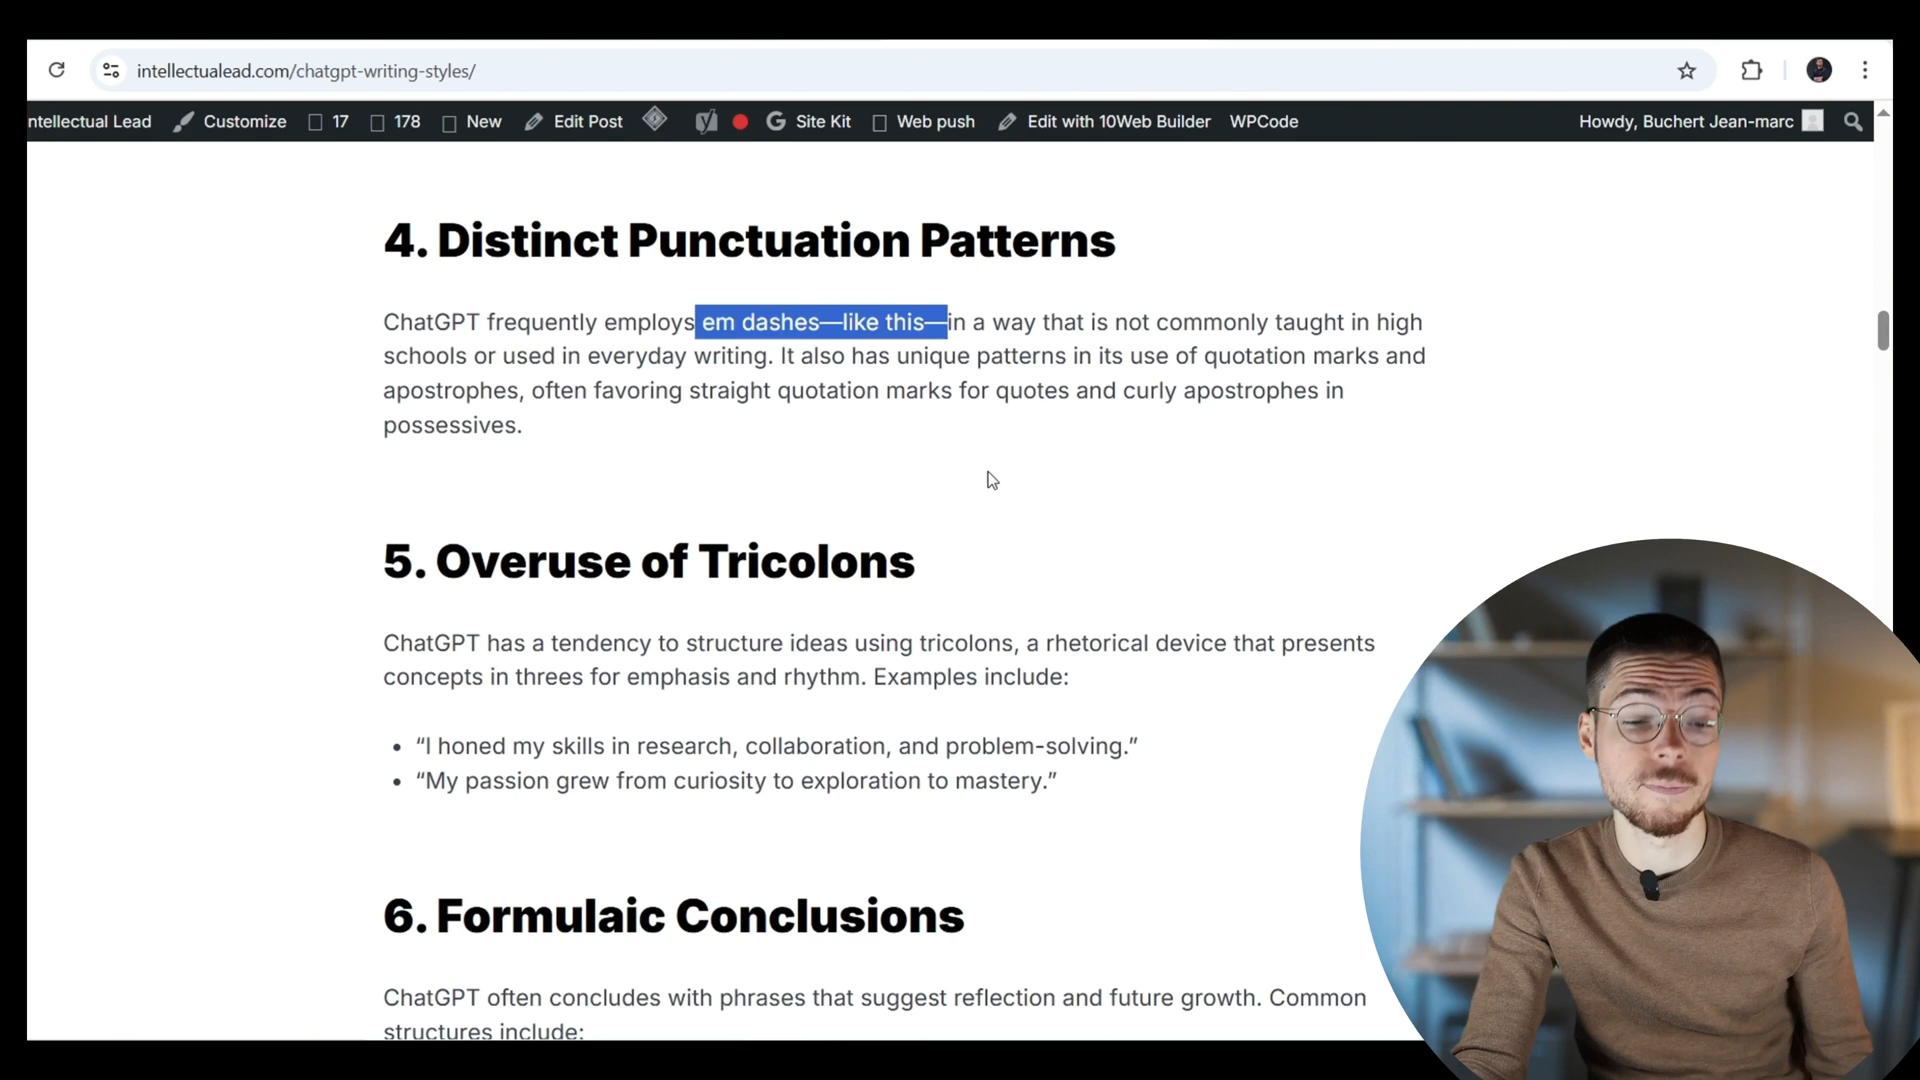 intellectualead.com/chatgpt-writing-styles/
ntellectual Lead Customize 17 178 New Edit Post Site Kit Web push Edit with 10Web Builder WPCode Howdy, Buchert Jean-marc
4. Distinct Punctuation Patterns
ChatGPT frequently employs em dashes—like this—in a way that is not commonly taught in high
schools or used in everyday writing. It also has unique patterns in its use of quotation marks and
apostrophes, often favoring straight quotation marks for quotes and curly apostrophes in
possessives.
5. Overuse of Tricolons
ChatGPT has a tendency to structure ideas using tricolons, a rhetorical device that presents
concepts in threes for emphasis and rhythm. Examples include:
• “I honed my skills in research, collaboration, and problem-solving.”
• “My passion grew from curiosity to exploration to mastery.”
6. Formulaic Conclusions
ChatGPT often concludes with phrases that suggest reflection and future growth. Common
structures include: